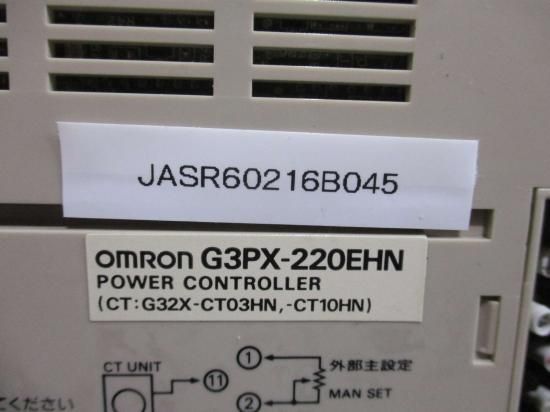 JASR60216B045
omron G3PX-220EHN
POWER CONTROLLER
(CT:G32X-CT03HN,-CT10HN)
CT UNIT
① 外部主設定
⑪
② MAN SET
てください